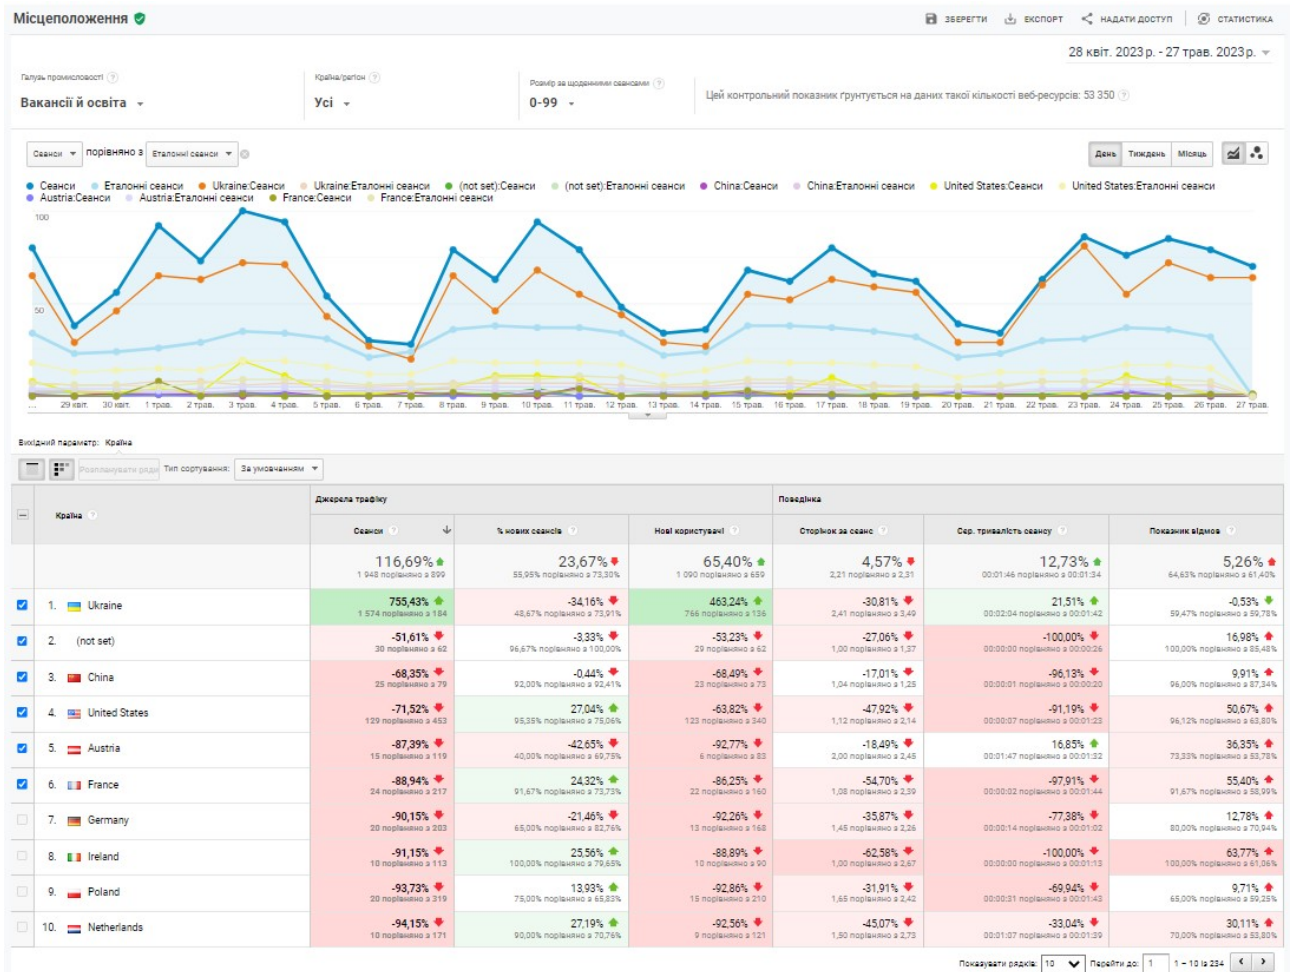 Місцеположення
ЗБЕРЕГТИ ЕКСПОРТ НАДАТИ ДОСТУП СТАТИСТИКА
28 квіт. 2023 р. - 27 трав. 2023 р.
Галузь промисловості ? Країна/регіон ? Розмір за щоденними сеансами ?
Вакансії й освіта Усі 0-99
Цей контрольний показник ґрунтується на даних такої кількості веб-ресурсів: 53 350 ?
Сеанси порівняно з Еталонні сеанси
День Тиждень Місяць
Сеанси Еталонні сеанси Ukraine:Сеанси Ukraine:Еталонні сеанси (not set):Сеанси (not set):Еталонні сеанси China:Сеанси China:Еталонні сеанси United States:Сеанси United States:Еталонні сеанси
Austria:Сеанси Austria:Еталонні сеанси France:Сеанси France:Еталонні сеанси
100
50
... 29 квіт. 30 квіт. 1 трав. 2 трав. 3 трав. 4 трав. 5 трав. 6 трав. 7 трав. 8 трав. 9 трав. 10 трав. 11 трав. 12 трав. 13 трав. 14 трав. 15 трав. 16 трав. 17 трав. 18 трав. 19 трав. 20 трав. 21 трав. 22 трав. 23 трав. 24 трав. 25 трав. 26 трав. 27 трав.
Вихідний параметр: Країна
Розпланувати ряди Тип сортування: За умовчанням
Джерела трафіку Поведінка
Країна ? Сеанси ? % нових сеансів ? Нові користувачі ? Сторінок за сеанс ? Сер. тривалість сеансу ? Показник відмов ?
116,69% 23,67% 65,40% 4,57% 12,73% 5,26%
1 948 порівняно з 899 55,95% порівняно з 73,30% 1 090 порівняно з 659 2,21 порівняно з 2,31 00:01:46 порівняно з 00:01:34 64,63% порівняно з 61,40%
1. Ukraine 755,43% -34,16% 463,24% -30,81% 21,51% -0,53%
1 574 порівняно з 184 48,67% порівняно з 73,91% 766 порівняно з 136 2,41 порівняно з 3,49 00:02:04 порівняно з 00:01:42 59,47% порівняно з 59,78%
2. (not set) -51,61% -3,33% -53,23% -27,06% -100,00% 16,98%
30 порівняно з 62 96,67% порівняно з 100,00% 29 порівняно з 62 1,00 порівняно з 1,37 00:00:00 порівняно з 00:00:26 100,00% порівняно з 85,48%
3. China -68,35% -0,44% -68,49% -17,01% -96,13% 9,91%
25 порівняно з 79 92,00% порівняно з 92,41% 23 порівняно з 73 1,04 порівняно з 1,25 00:00:01 порівняно з 00:00:20 96,00% порівняно з 87,34%
4. United States -71,52% 27,04% -63,82% -47,92% -91,19% 50,67%
129 порівняно з 453 95,35% порівняно з 75,06% 123 порівняно з 340 1,12 порівняно з 2,14 00:00:07 порівняно з 00:01:23 96,12% порівняно з 63,80%
5. Austria -87,39% -42,65% -92,77% -18,49% 16,85% 36,35%
15 порівняно з 119 40,00% порівняно з 69,75% 6 порівняно з 83 2,00 порівняно з 2,45 00:01:47 порівняно з 00:01:32 73,33% порівняно з 53,78%
6. France -88,94% 24,32% -86,25% -54,70% -97,91% 55,40%
24 порівняно з 217 91,67% порівняно з 73,73% 22 порівняно з 160 1,08 порівняно з 2,39 00:00:02 порівняно з 00:01:44 91,67% порівняно з 58,99%
7. Germany -90,15% -21,46% -92,26% -35,87% -77,38% 12,78%
20 порівняно з 203 65,00% порівняно з 82,76% 13 порівняно з 168 1,45 порівняно з 2,26 00:00:14 порівняно з 00:01:02 80,00% порівняно з 70,94%
8. Ireland -91,15% 25,56% -88,89% -62,58% -100,00% 63,77%
10 порівняно з 113 100,00% порівняно з 79,65% 10 порівняно з 90 1,00 порівняно з 2,67 00:00:00 порівняно з 00:01:13 100,00% порівняно з 61,06%
9. Poland -93,73% 13,93% -92,86% -31,91% -69,94% 9,71%
20 порівняно з 319 75,00% порівняно з 65,83% 15 порівняно з 210 1,65 порівняно з 2,42 00:00:31 порівняно з 00:01:43 65,00% порівняно з 59,25%
10. Netherlands -94,15% 27,19% -92,56% -45,07% -33,04% 30,11%
10 порівняно з 171 90,00% порівняно з 70,76% 9 порівняно з 121 1,50 порівняно з 2,73 00:01:07 порівняно з 00:01:39 70,00% порівняно з 53,80%
Показувати рядків: 10 Перейти до: 1 1 – 10 із 234